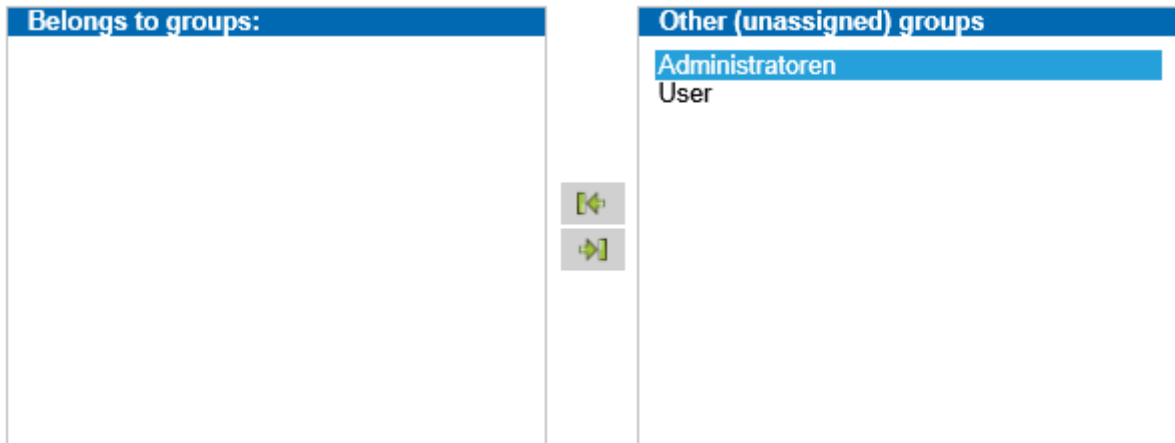 Belongs to groups:
Other (unassigned) groups
Administratoren
User